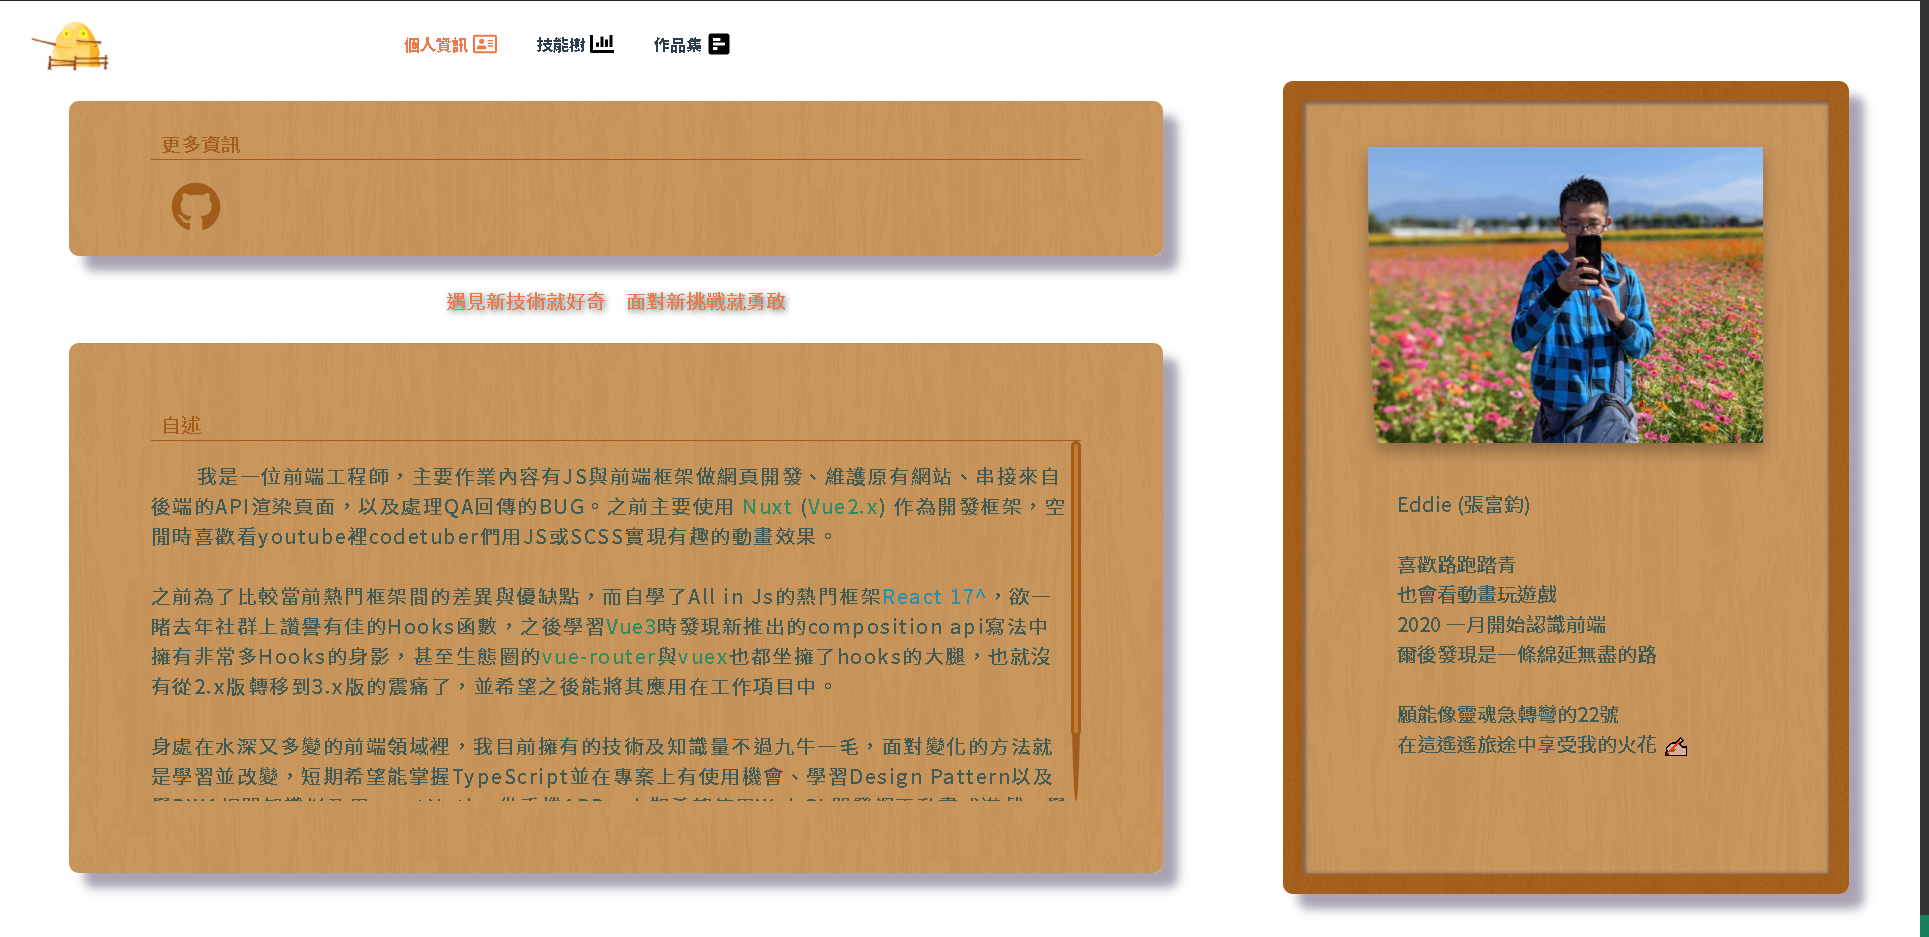 個人資訊
技能樹
作品集
更多資訊
遇見新技術就好奇 面對新挑戰就勇敢
自述
我是一位前端工程師，主要作業內容有JS與前端框架做網頁開發、維護原有網站、串接來自
後端的API渲染頁面，以及處理QA回傳的BUG。之前主要使用 Nuxt (Vue2.x) 作為開發框架，空
閒時喜歡看youtube裡codetuber們用JS或SCSS實現有趣的動畫效果。
之前為了比較當前熱門框架間的差異與優缺點，而自學了All in Js的熱門框架React 17^，欲一
睹去年社群上讚譽有佳的Hooks函數，之後學習Vue3時發現新推出的composition api寫法中
擁有非常多Hooks的身影，甚至生態圈的vue-router與vuex也都坐擁了hooks的大腿，也就沒
有從2.x版轉移到3.x版的震痛了，並希望之後能將其應用在工作項目中。
身處在水深又多變的前端領域裡，我目前擁有的技術及知識量不過九牛一毛，面對變化的方法就
是學習並改變，短期希望能掌握TypeScript並在專案上有使用機會、學習Design Pattern以及
Eddie (張富鈞)
喜歡路跑踏青
也會看動畫玩遊戲
2020 一月開始認識前端
爾後發現是一條綿延無盡的路
願能像靈魂急轉彎的22號
在這遙遙旅途中享受我的火花